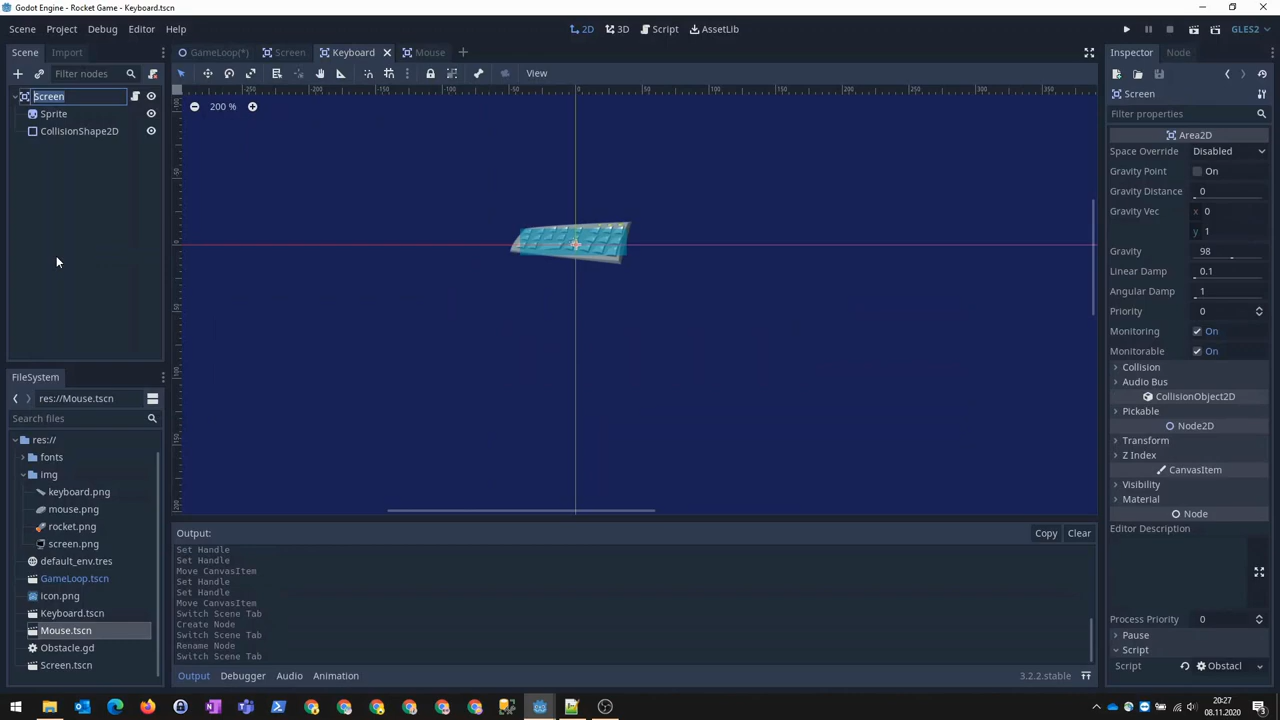 Godot Engine - Rocket Game - Keyboard.tscn
Scene Project Debug Editor Help
2D 3D Script AssetLib
GLES2
Scene Import
GameLoop(*) Screen Keyboard Mouse
Inspector Node
Filter nodes
View
Screen
Sprite
CollisionShape2D
200 %
Screen
Filter properties
Area2D
Space Override Disabled
Gravity Point On
Gravity Distance 0
Gravity Vec x 0
y 1
Gravity 98
Linear Damp 0.1
Angular Damp 1
Priority 0
Monitoring On
Monitorable On
Collision
Audio Bus
CollisionObject2D
Pickable
Node2D
Transform
Z Index
CanvasItem
Visibility
Material
Node
Editor Description
Process Priority 0
Pause
Script
Script Obstacl
FileSystem
res://Mouse.tscn
Search files
res://
fonts
img
keyboard.png
mouse.png
rocket.png
screen.png
default_env.tres
GameLoop.tscn
icon.png
Keyboard.tscn
Mouse.tscn
Obstacle.gd
Screen.tscn
Output:
Copy Clear
Set Handle
Set Handle
Move CanvasItem
Set Handle
Set Handle
Move CanvasItem
Switch Scene Tab
Create Node
Switch Scene Tab
Rename Node
Switch Scene Tab
Output Debugger Audio Animation
3.2.2.stable
DEU
20:27
08.11.2020